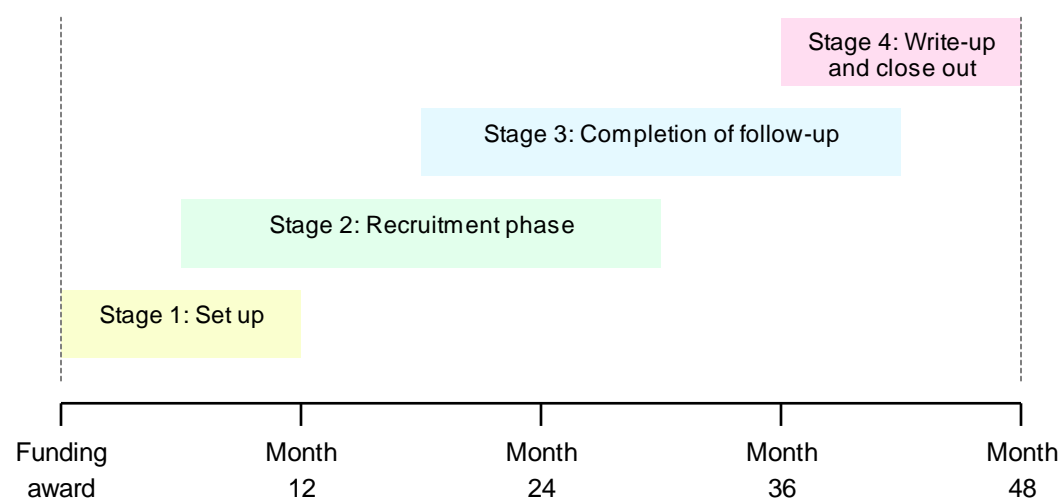 Stage 4: Write-up
and close out
Stage 3: Completion of follow-up
Stage 2: Recruitment phase
Stage 1: Set up
Funding
award
Month
12
Month
24
Month
36
Month
48